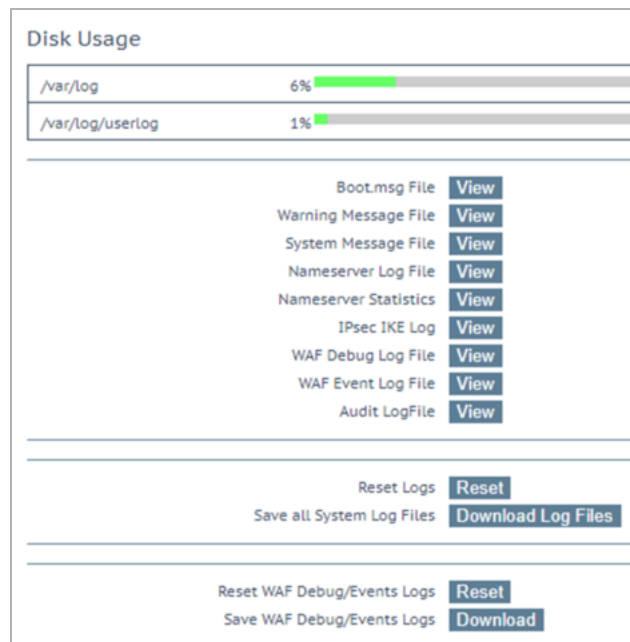 Disk Usage
/var/log 6%
/var/log/userlog 1%
Boot.msg File View
Warning Message File View
System Message File View
Nameserver Log File View
Nameserver Statistics View
IPsec IKE Log View
WAF Debug Log File View
WAF Event Log File View
Audit LogFile View
Reset Logs Reset
Save all System Log Files Download Log Files
Reset WAF Debug/Events Logs Reset
Save WAF Debug/Events Logs Download